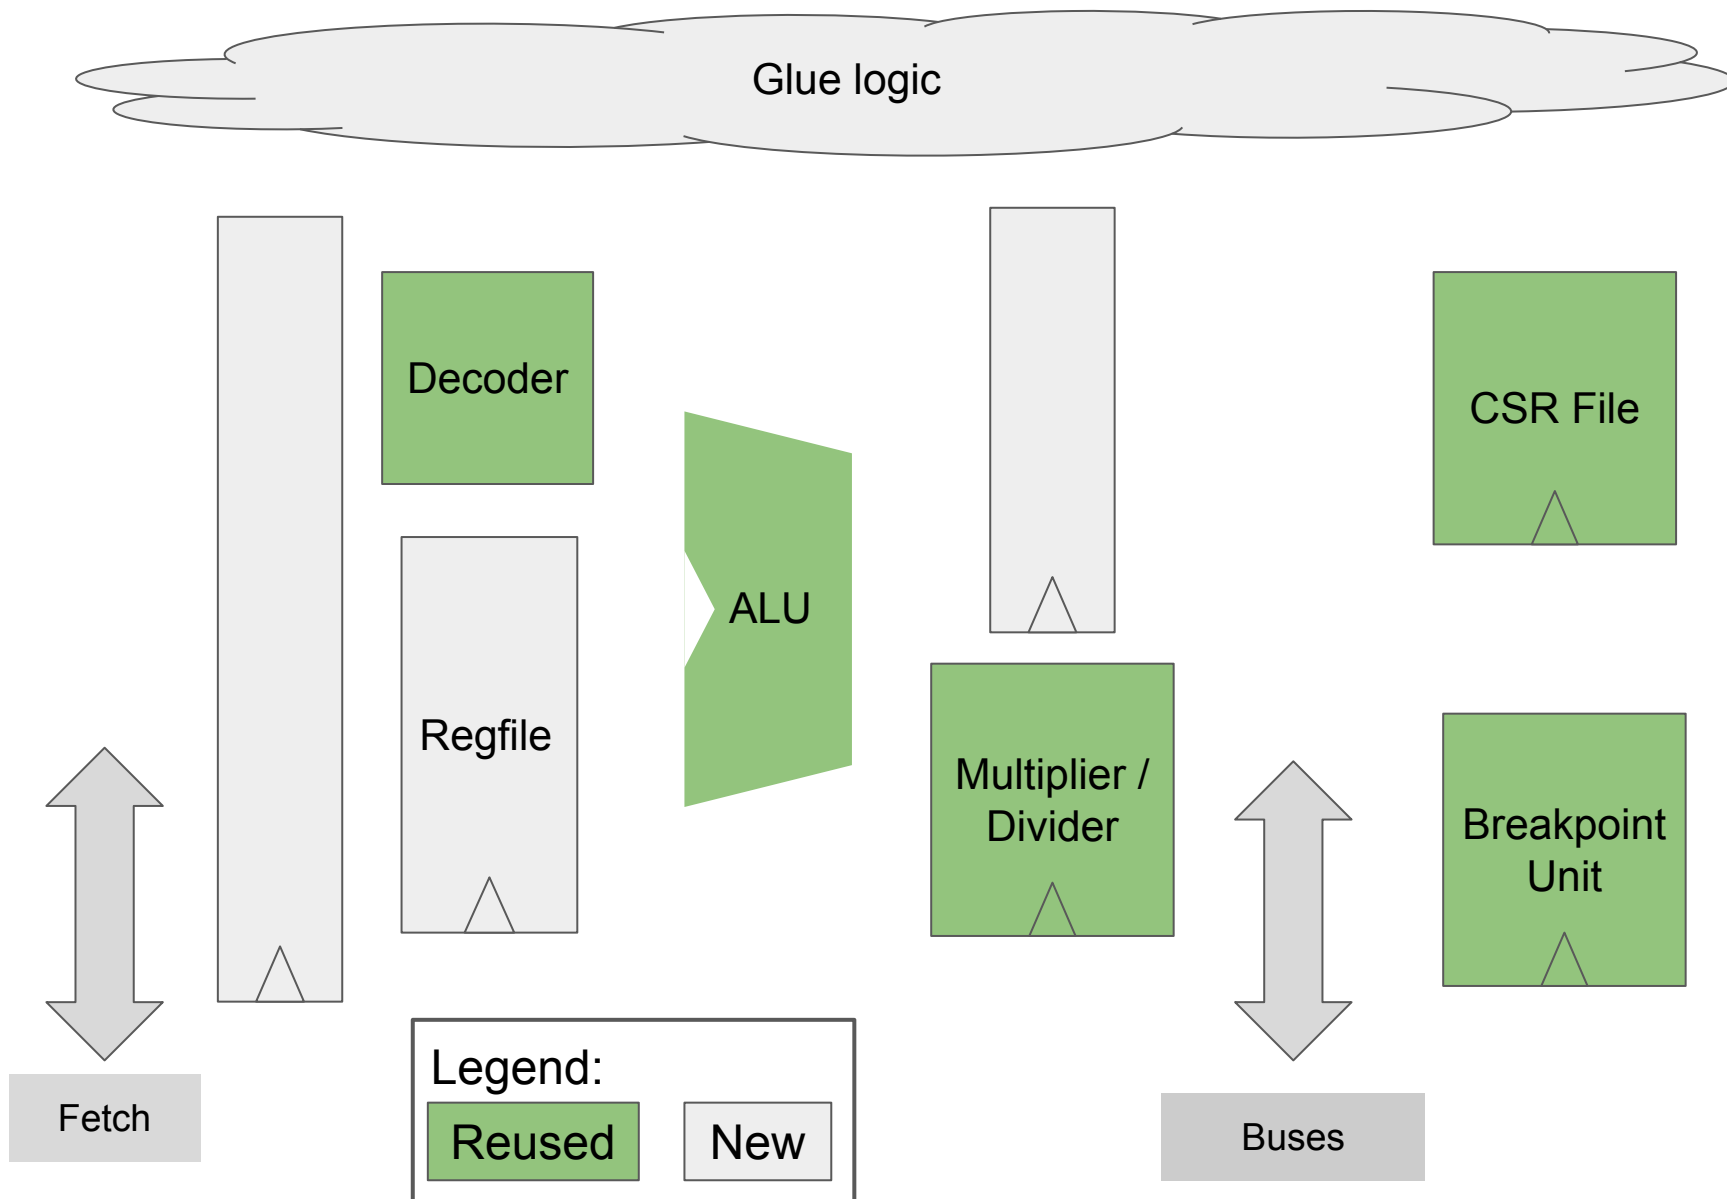 Glue logic
Decoder
CSR File
ALU
Regfile
Multiplier /
Divider
Breakpoint
Unit
Legend:
Reused
New
Fetch
Buses